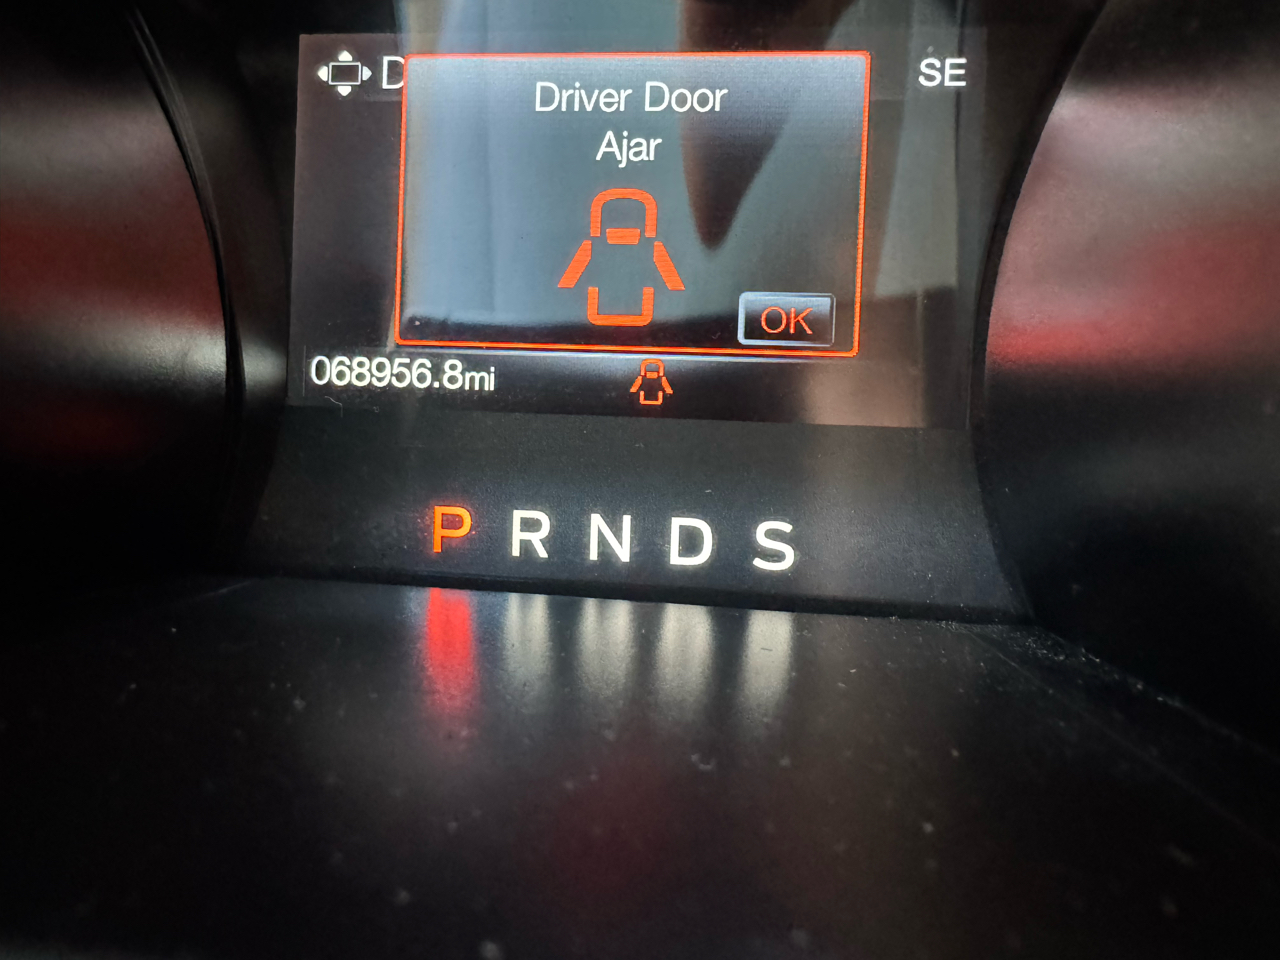 D
SE
Driver Door
Ajar
OK
068956.8mi
P R N D S